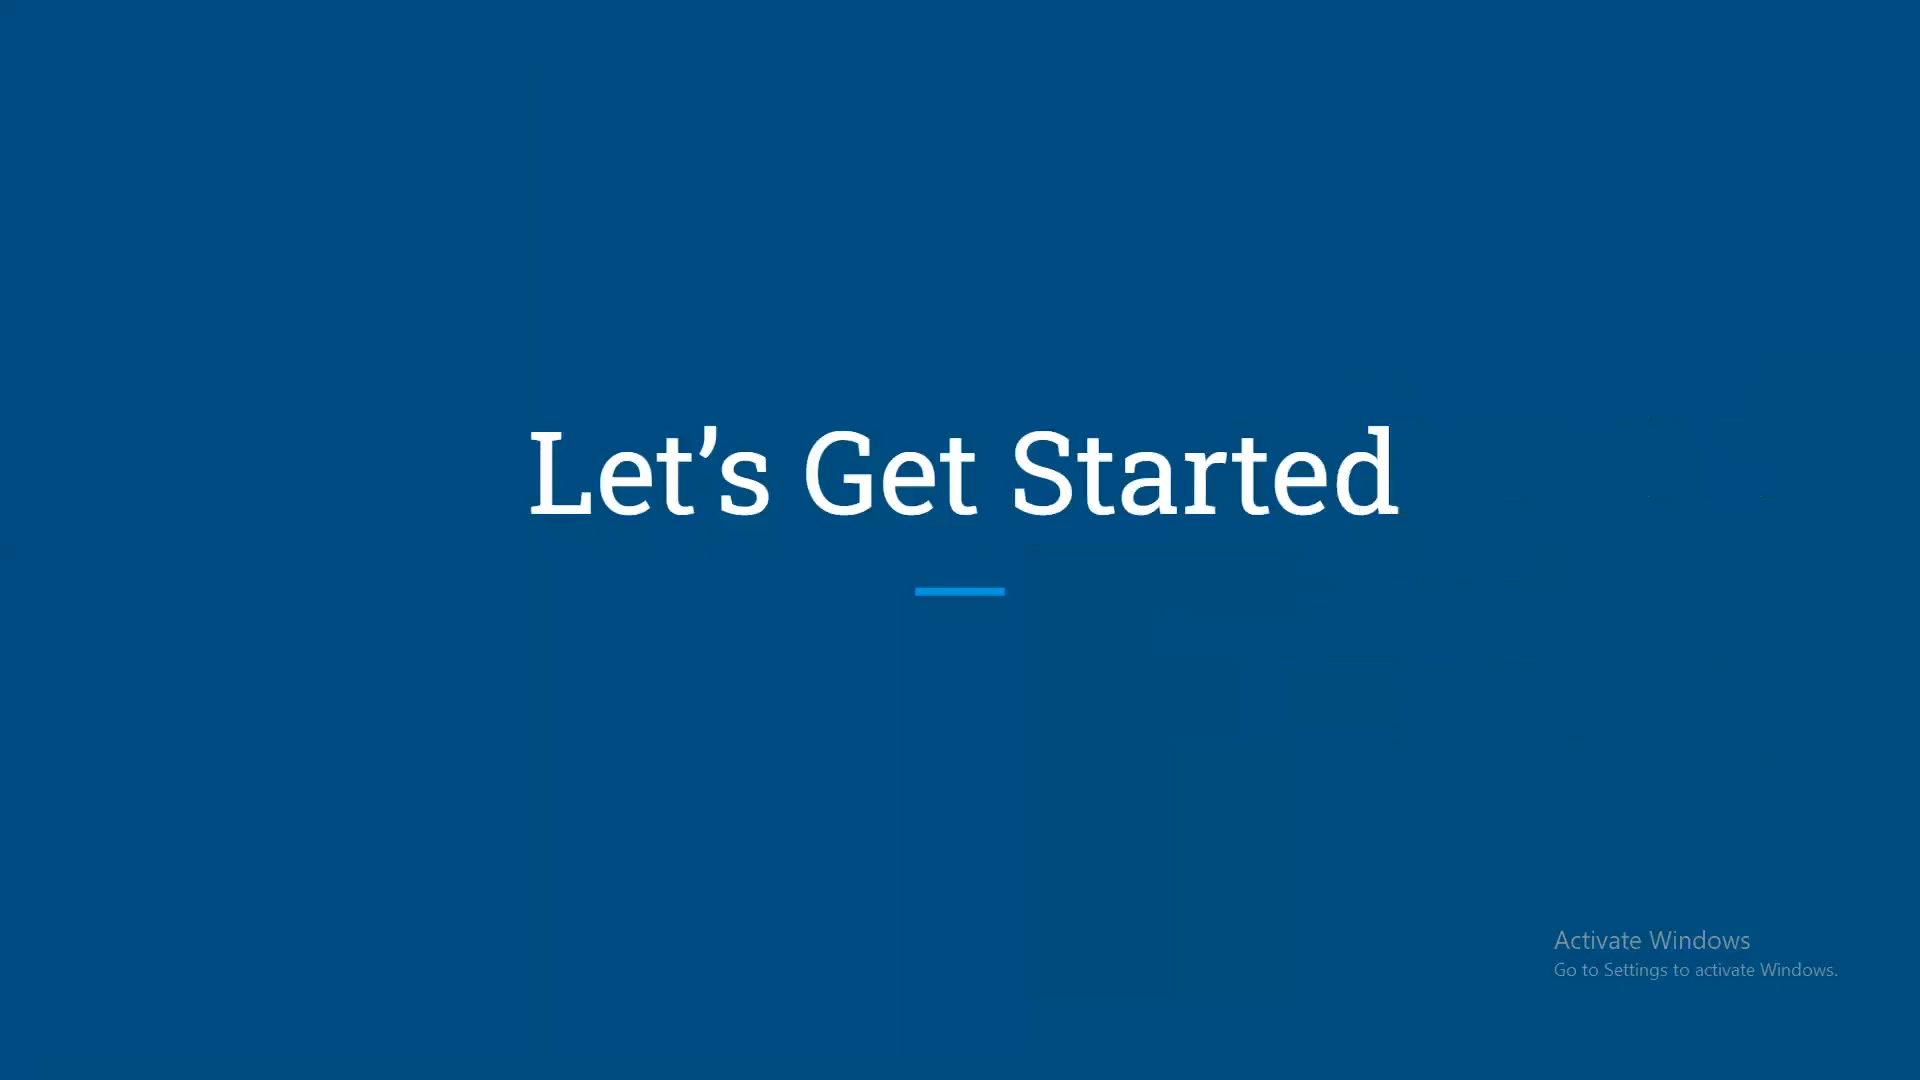 Let’s Get Started
Activate Windows
Go to Settings to activate Windows.